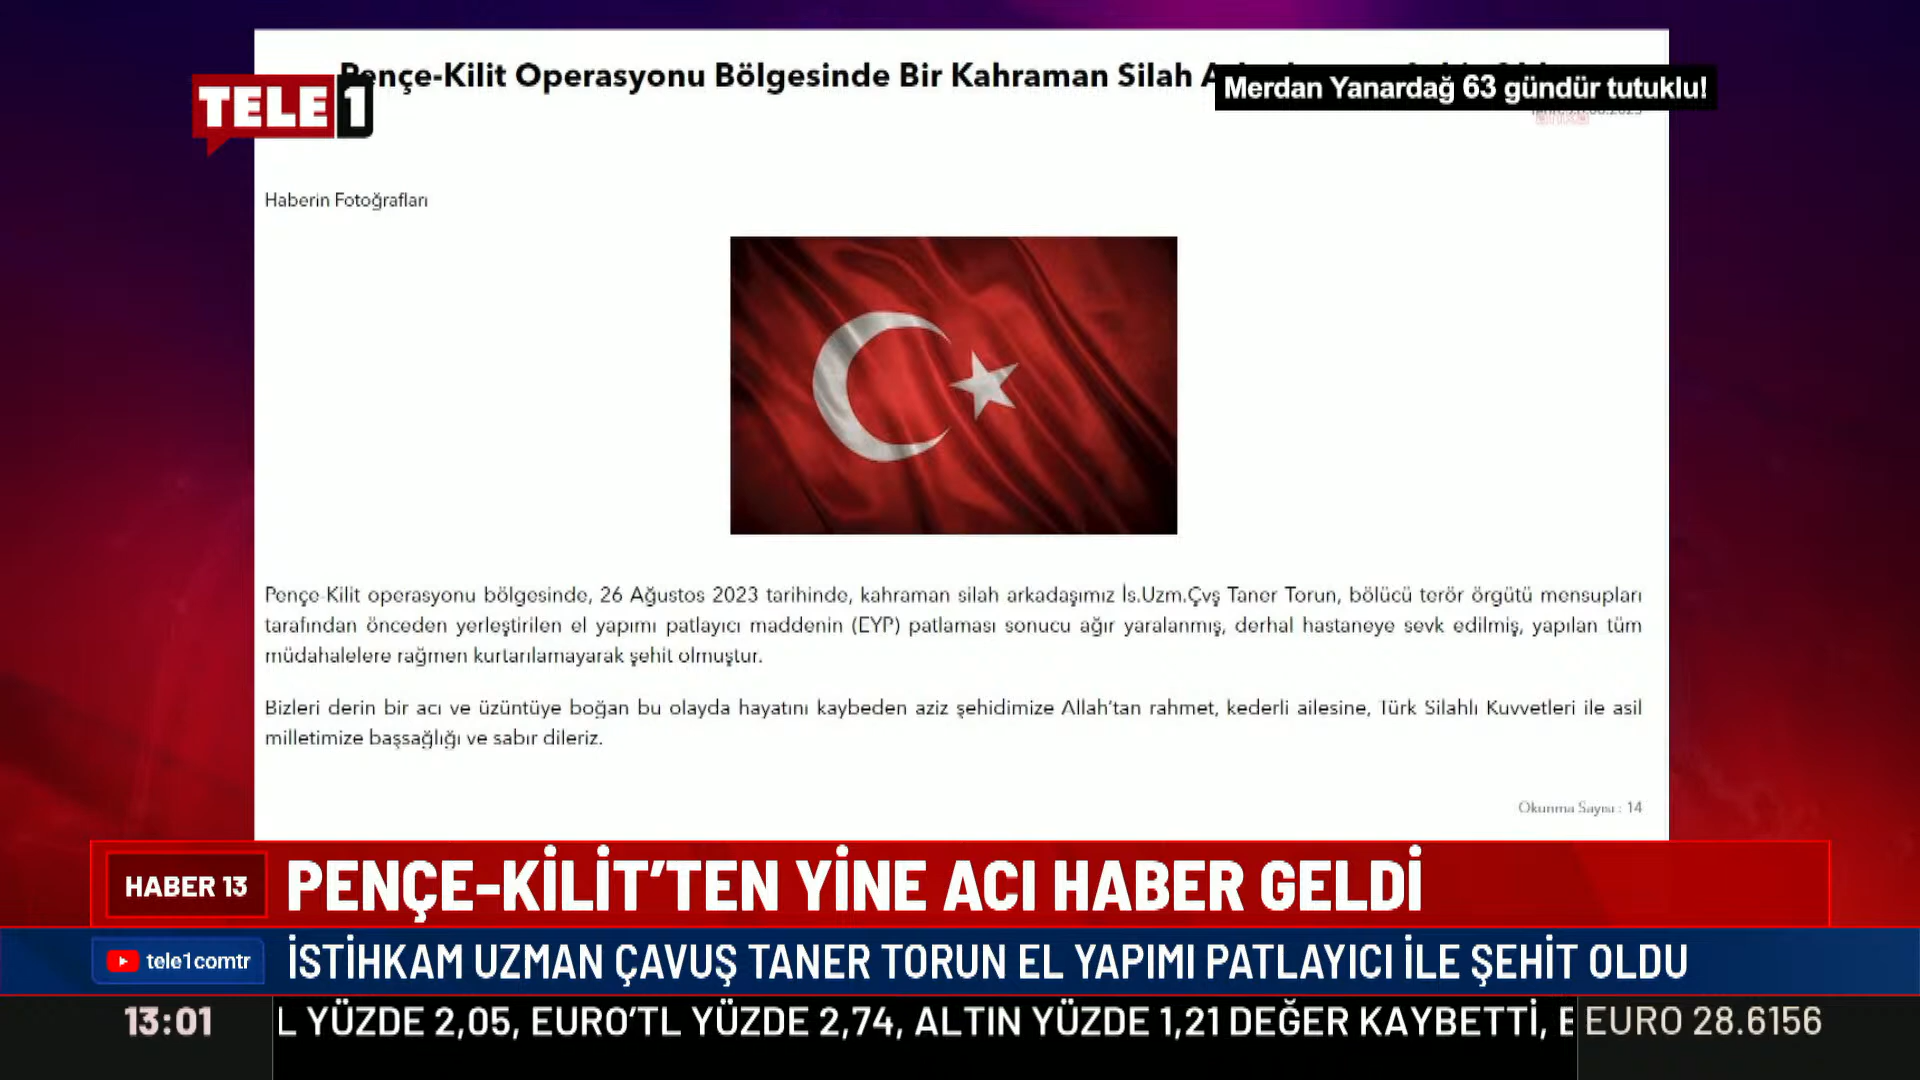 Pençe-Kilit Operasyonu Bölgesinde Bir Kahraman Silah
TELE1
Merdan Yanardağ 63 gündür tutuklu!
Haberin Fotoğrafları
Pençe-Kilit operasyonu bölgesinde, 26 Ağustos 2023 tarihinde, kahraman silah arkadaşımız İs.Uzm.Çvş Taner Torun, bölücü terör örgütü mensupları
tarafından önceden yerleştirilen el yapımı patlayıcı maddenin (EYP) patlaması sonucu ağır yaralanmış, derhal hastaneye sevk edilmiş, yapılan tüm
müdahalelere rağmen kurtarılamayarak şehit olmuştur.
Bizleri derin bir acı ve üzüntüye boğan bu olayda hayatını kaybeden aziz şehidimize Allah'tan rahmet, kederli ailesine, Türk Silahlı Kuvvetleri ile asil
milletimize başsağlığı ve sabır dileriz.
Okunma Sayısı : 14
HABER 13
PENÇE-KİLİT'TEN YİNE ACI HABER GELDİ
tele1comtr
İSTİHKAM UZMAN ÇAVUŞ TANER TORUN EL YAPIMI PATLAYICI İLE ŞEHİT OLDU
13:01
L YÜZDE 2,05, EURO'TL YÜZDE 2,74, ALTIN YÜZDE 1,21 DEĞER KAYBETTİ,
EURO 28.6156